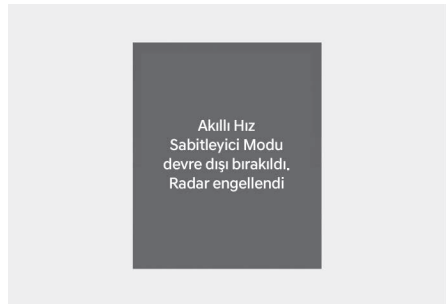 Akıllı Hız
Sabitleyici Modu
devre dışı bırakıldı.
Radar engellendi